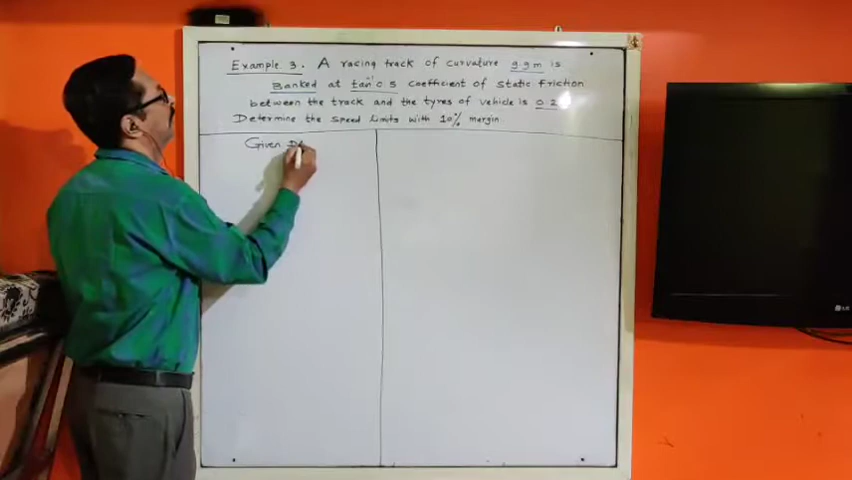 Example 3. A racing track of curvature 9.9 m is
Banked at tan⁻¹ 0.5 Coefficient of static Friction
between the track and the tyres of vehicle is 0.2
Determine the speed Limits with 10% margin
Given
LG